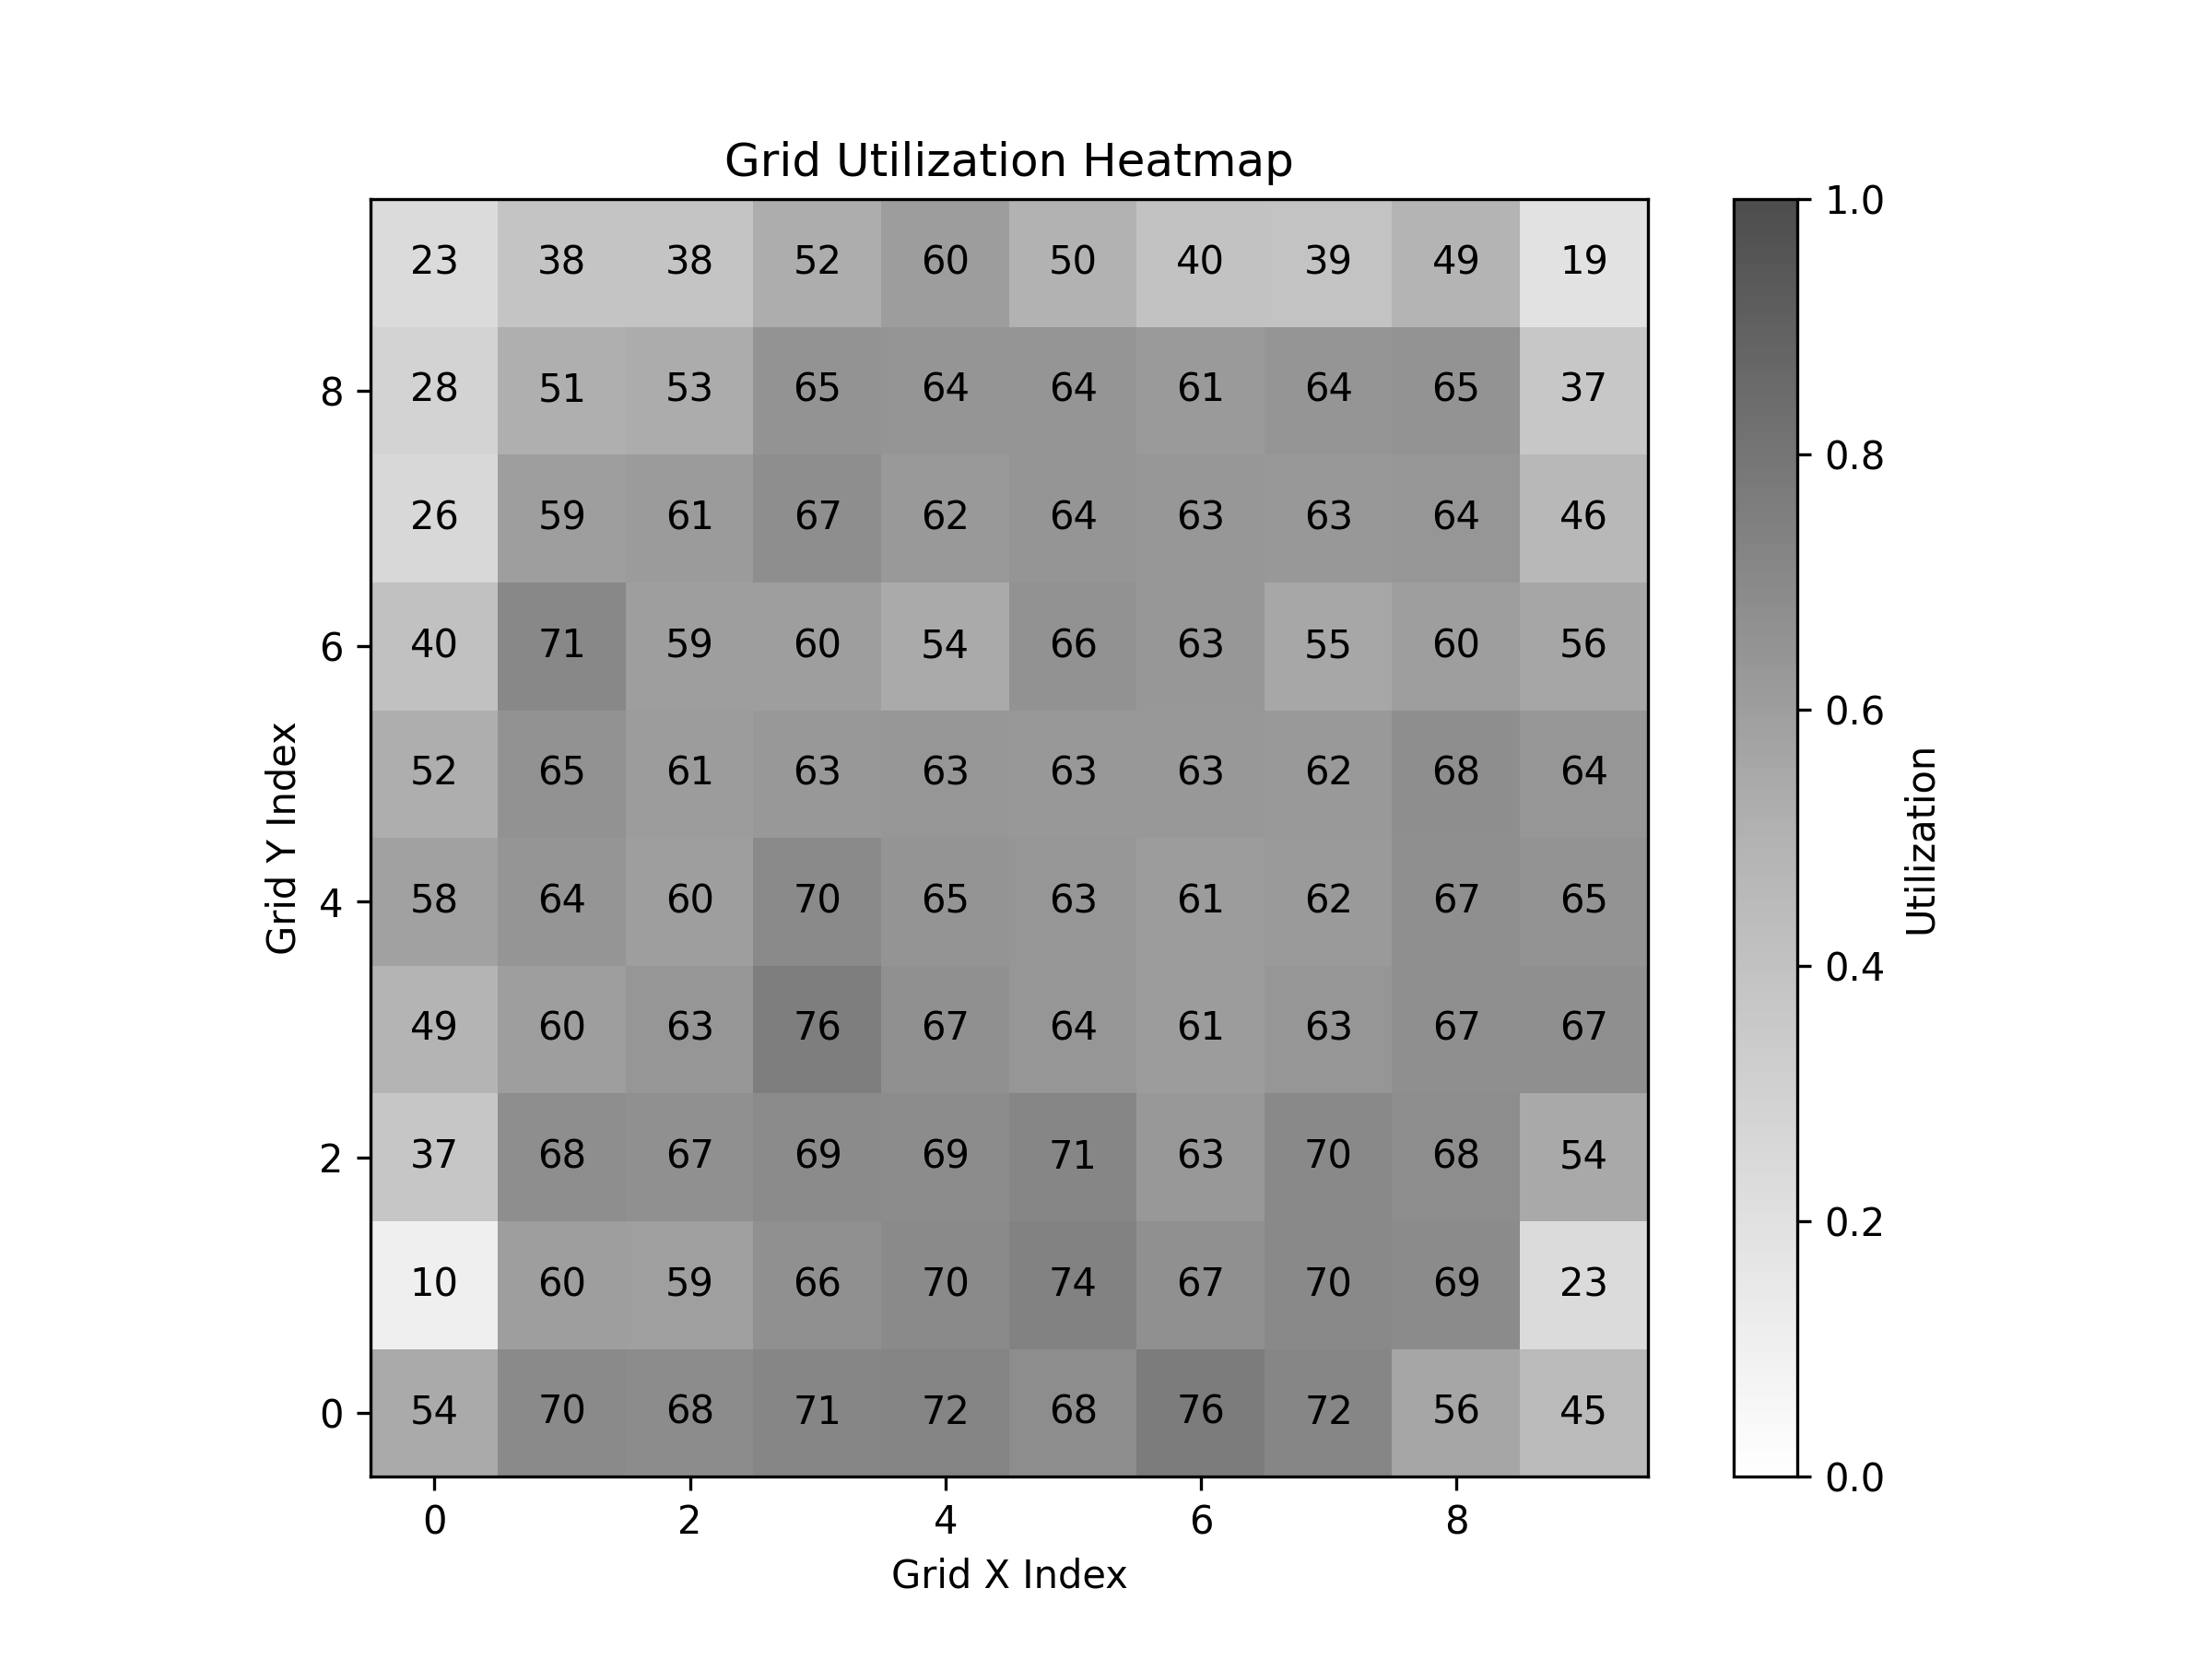 Grid Utilization Heatmap
23 38 38 52 60 50 40 39 49 19
8 28 51 53 65 64 64 61 64 65 37
26 59 61 67 62 64 63 63 64 46
6 40 71 59 60 54 66 63 55 60 56
52 65 61 63 63 63 63 62 68 64
4 58 64 60 70 65 63 61 62 67 65
49 60 63 76 67 64 61 63 67 67
2 37 68 67 69 69 71 63 70 68 54
10 60 59 66 70 74 67 70 69 23
0 54 70 68 71 72 68 76 72 56 45
0 2 4 6 8
Grid X Index
Grid Y Index
1.0
0.8
0.6
0.4
0.2
0.0
Utilization